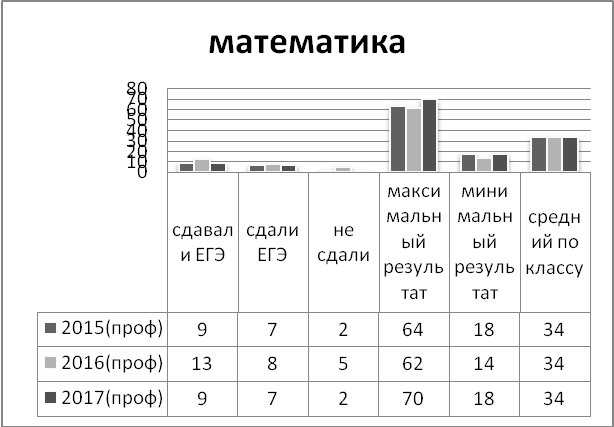 математика
80
70
60
50
40
30
20
10
0
сдавал
и ЕГЭ
сдали
ЕГЭ
не
сдали
макси
мальн
ый
резуль
тат
мини
мальн
ый
резуль
тат
средн
ий по
классу
2015(проф) 9 7 2 64 18 34
2016(проф) 13 8 5 62 14 34
2017(проф) 9 7 2 70 18 34